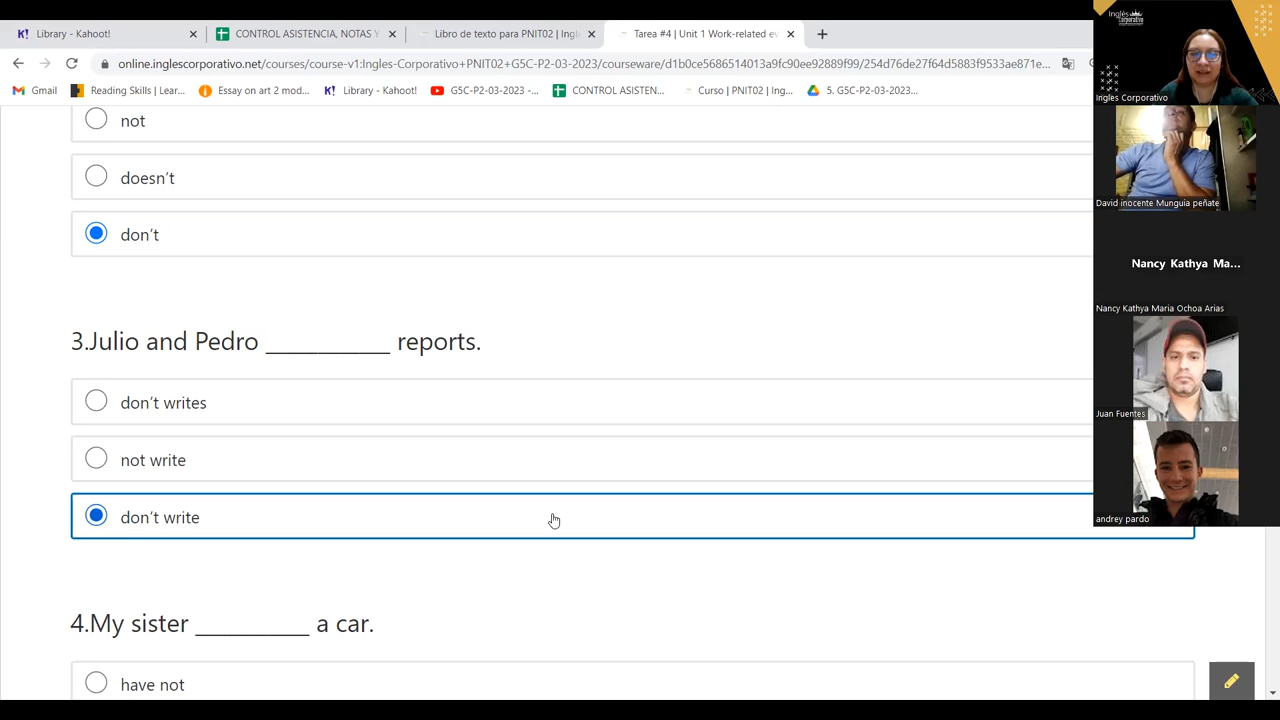 Library - Kahoot!
CONTROL ASISTENCIA, NOTAS Y
Libro de texto para PNIT02 | Ingl
Tarea #4 | Unit 1 Work-related ev
online.inglescorporativo.net/courses/course-v1:Ingles-Corporativo+PNIT02+G5C-P2-03-2023/courseware/d1b0ce5686514013a9fc90ee92889f99/254d76de27f64d5883f9533ae871e...
Gmail
Reading Skills | Lear...
Essay on art 2 mod...
Library - Kahoot!
G5C-P2-03-2023 -...
CONTROL ASISTEN...
Curso | PNIT02 | Ing...
5. G5C-P2-03-2023...
not
doesn't
don't
3.Julio and Pedro ____________ reports.
don't writes
not write
don't write
4.My sister ___________ a car.
have not
Inglés
Corporativo
Ingles Corporativo
David inocente Munguia peñate
Nancy Kathya Ma...
Nancy Kathya Maria Ochoa Arias
Juan Fuentes
andrey pardo